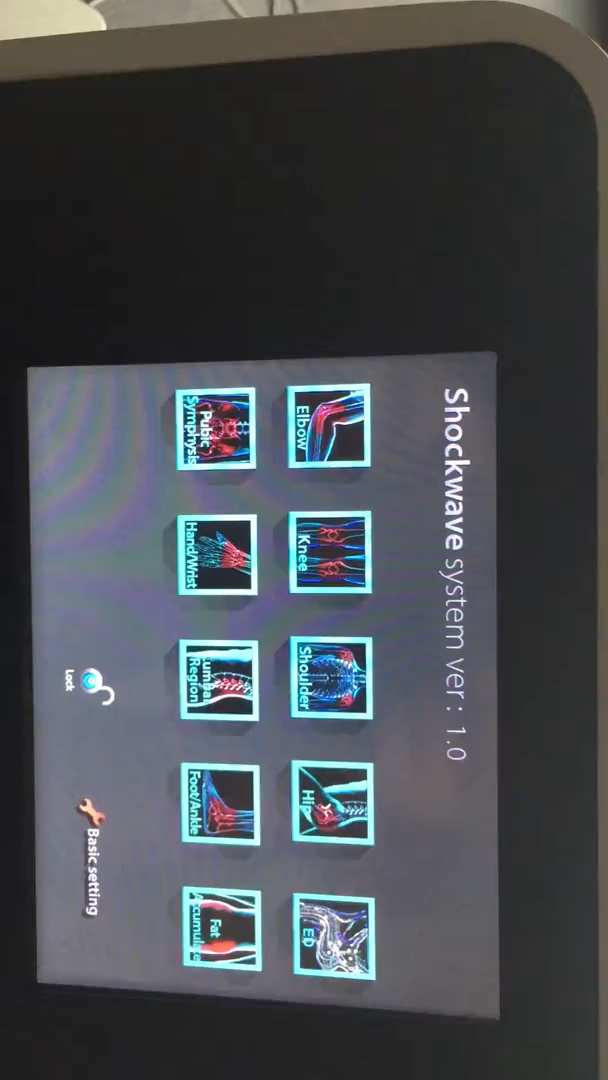 Shockwave system ver : 1.0
Elbow
Knee
Shoulder
Hip
ED
Pubic
Symphysis
Hand/Wrist
Lumbar
Region
Foot/Ankle
Fat
Accumulate
Lock
Basic setting